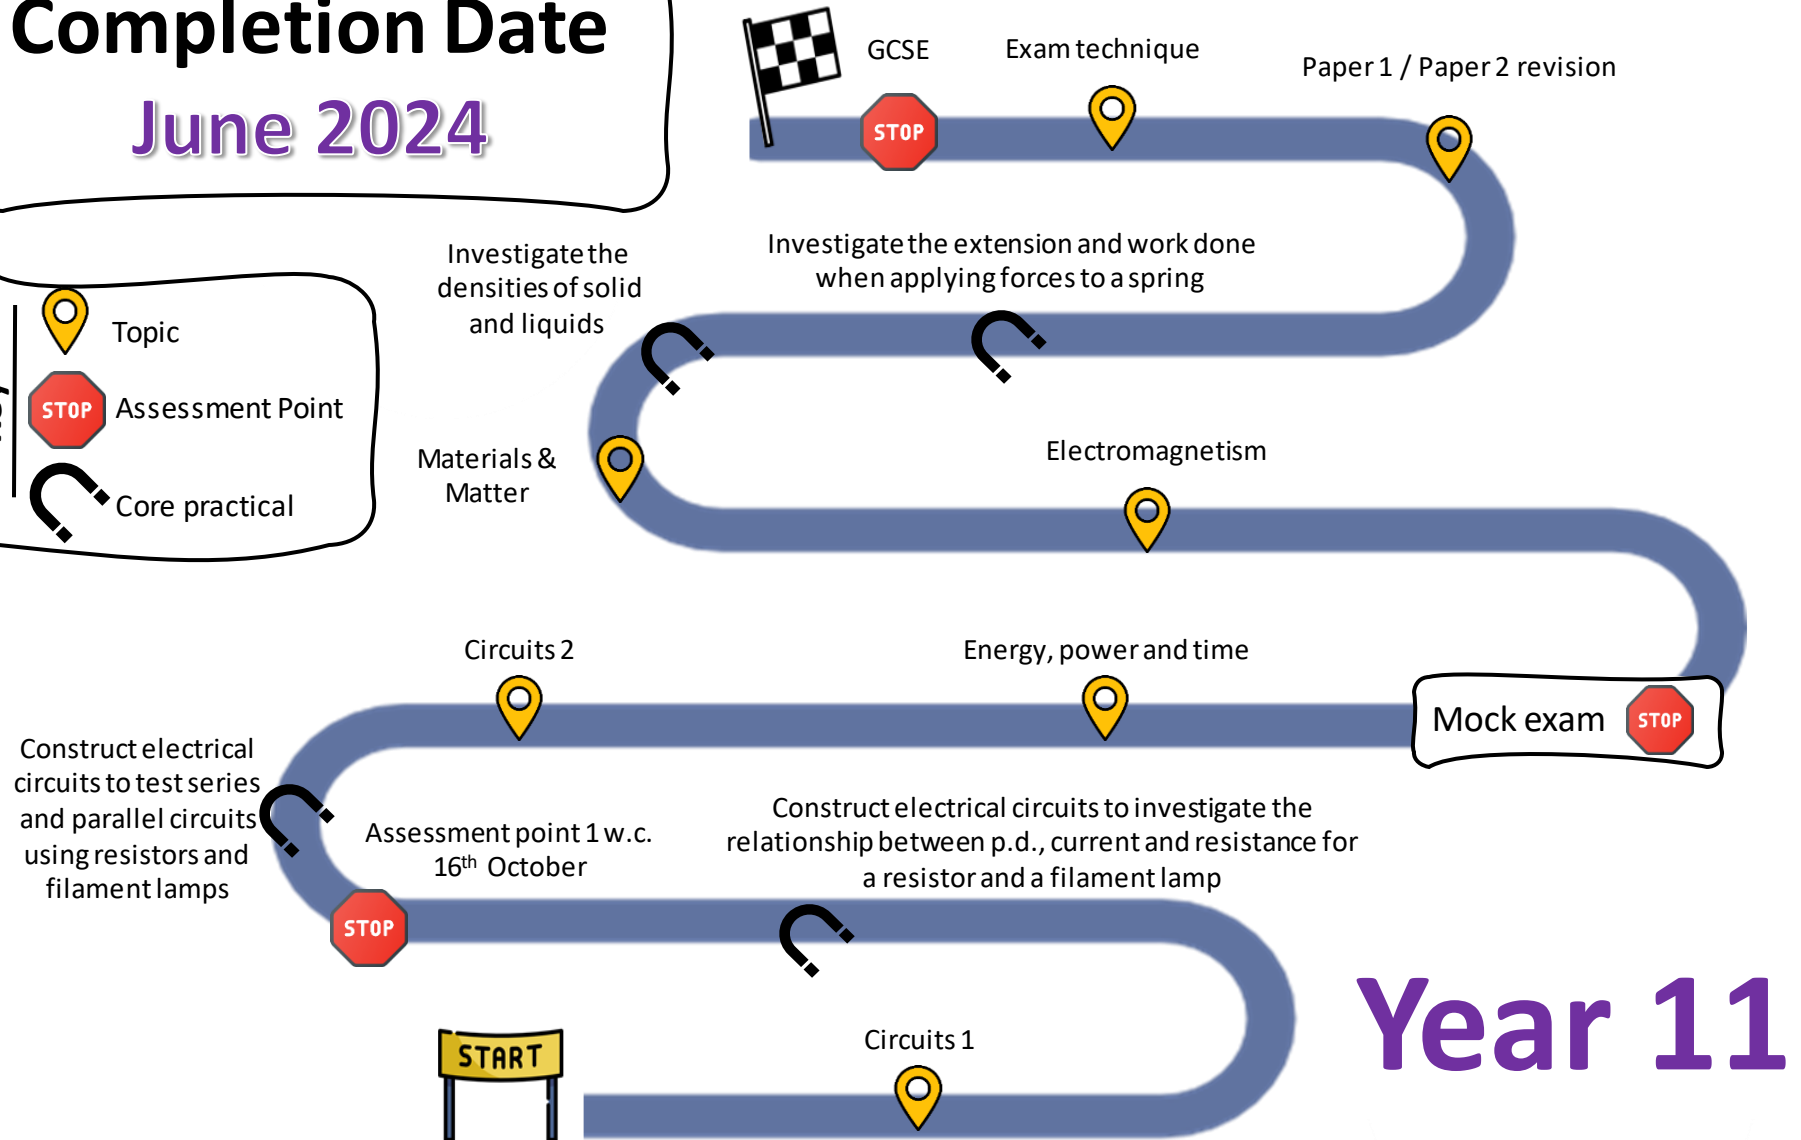 Completion Date
June 2024
GCSE
Exam technique
Paper 1 / Paper 2 revision
Investigate the
densities of solid
and liquids
Investigate the extension and work done
when applying forces to a spring
Topic
STOP
Assessment Point
Core practical
STOP
Materials &
Matter
Electromagnetism
Circuits 2
Energy, power and time
Mock exam
STOP
Construct electrical
circuits to test series
and parallel circuits
using resistors and
filament lamps
Assessment point 1 w.c.
16th October
Construct electrical circuits to investigate the
relationship between p.d., current and resistance for
a resistor and a filament lamp
STOP
Year 11
START
Circuits 1